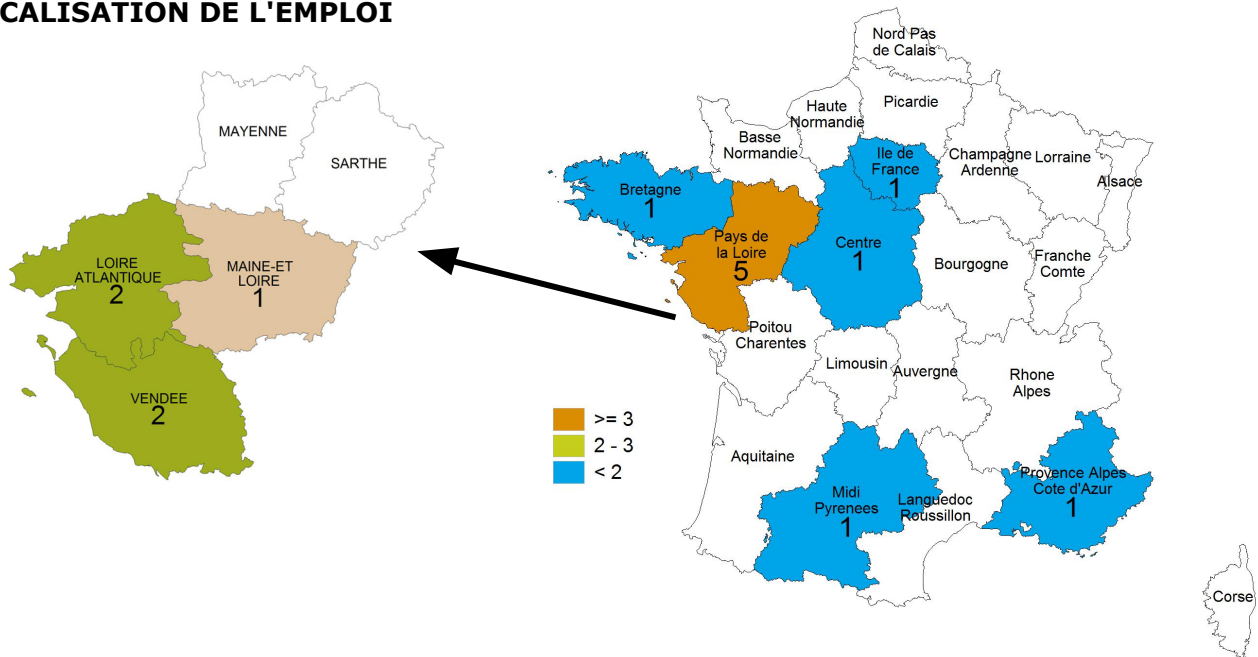 CALISATION DE L'EMPLOI
MAYENNE
SARTHE
LOIRE
ATLANTIQUE
2
MAINE-ET
LOIRE
1
VENDEE
2
Nord Pas
de Calais
Picardie
Haute
Normandie
Basse
Normandie
Ile de
France
1
Champagne
Ardenne
Lorraine
Alsace
Bretagne
1
Pays de
la Loire
5
Centre
1
Bourgogne
Franche
Comte
Poitou
Charentes
Limousin
Auvergne
Rhone
Alpes
>= 3
2 - 3
< 2
Aquitaine
Midi
Pyrenees
1
Languedoc
Roussillon
Provence Alpes
Cote d'Azur
1
Corse